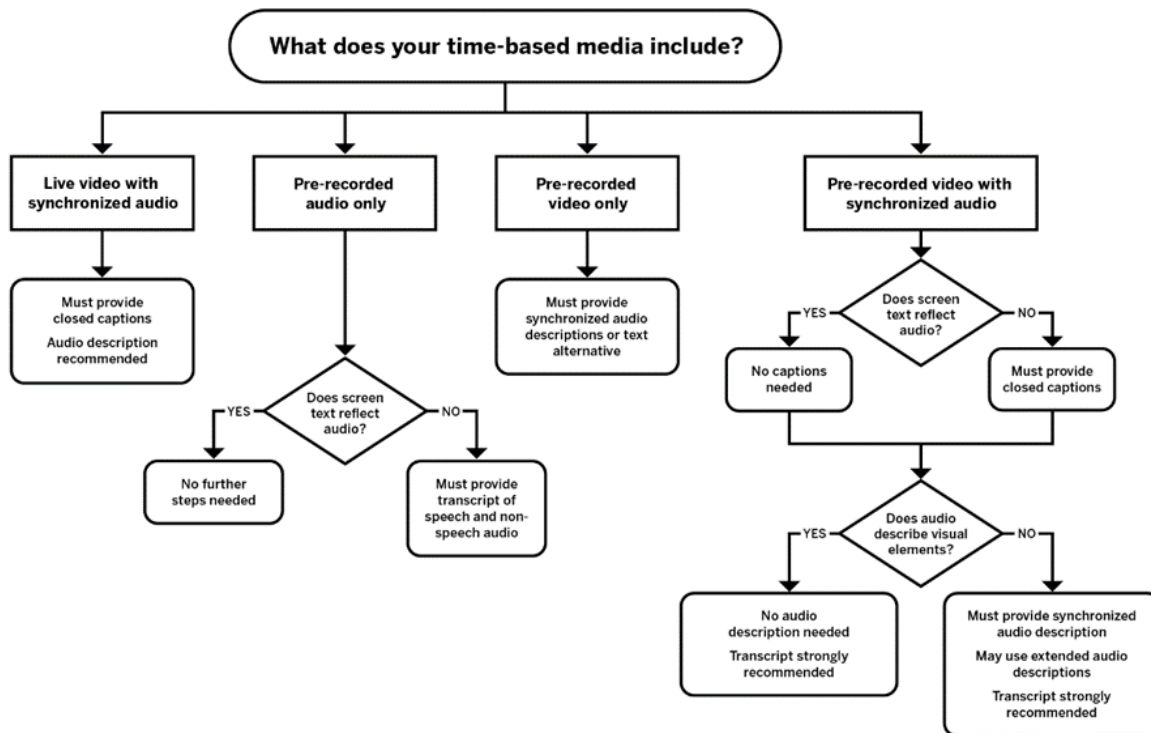 What does your time-based media include?
Live video with
synchronized audio
Pre-recorded
audio only
Pre-recorded
video only
Pre-recorded video with
synchronized audio
Must provide
closed captions
Audio description
recommended
Does screen
text reflect
audio?
YES
NO
No further
steps needed
Must provide
transcript of
speech and non-
speech audio
Must provide
synchronized audio
descriptions or text
alternative
Does screen
text reflect
audio?
YES
NO
No captions
needed
Must provide
closed captions
Does audio
describe visual
elements?
YES
NO
No audio
description needed
Transcript strongly
recommended
Must provide synchronized
audio description
May use extended audio
descriptions
Transcript strongly
recommended